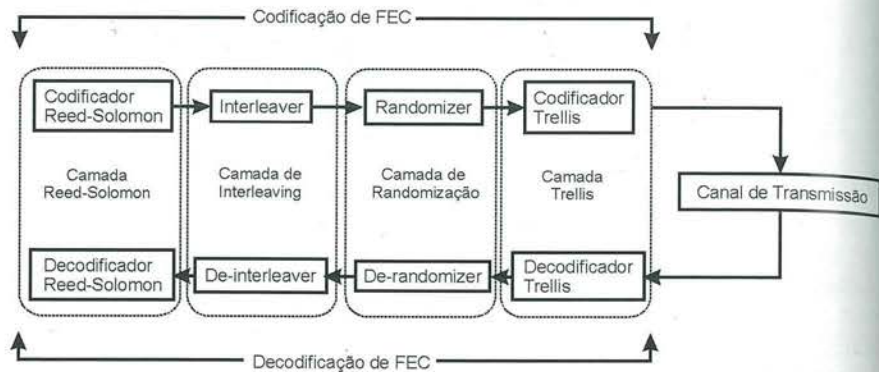 Codificação de FEC
Codificador
Reed-Solomon
Interleaver
Randomizer
Codificador
Trellis
Camada
Reed-Solomon
Camada de
Interleaving
Camada de
Randomização
Camada
Trellis
Canal de Transmissão
Decodificador
Reed-Solomon
De-interleaver
De-randomizer
Decodificador
Trellis
Decodificação de FEC